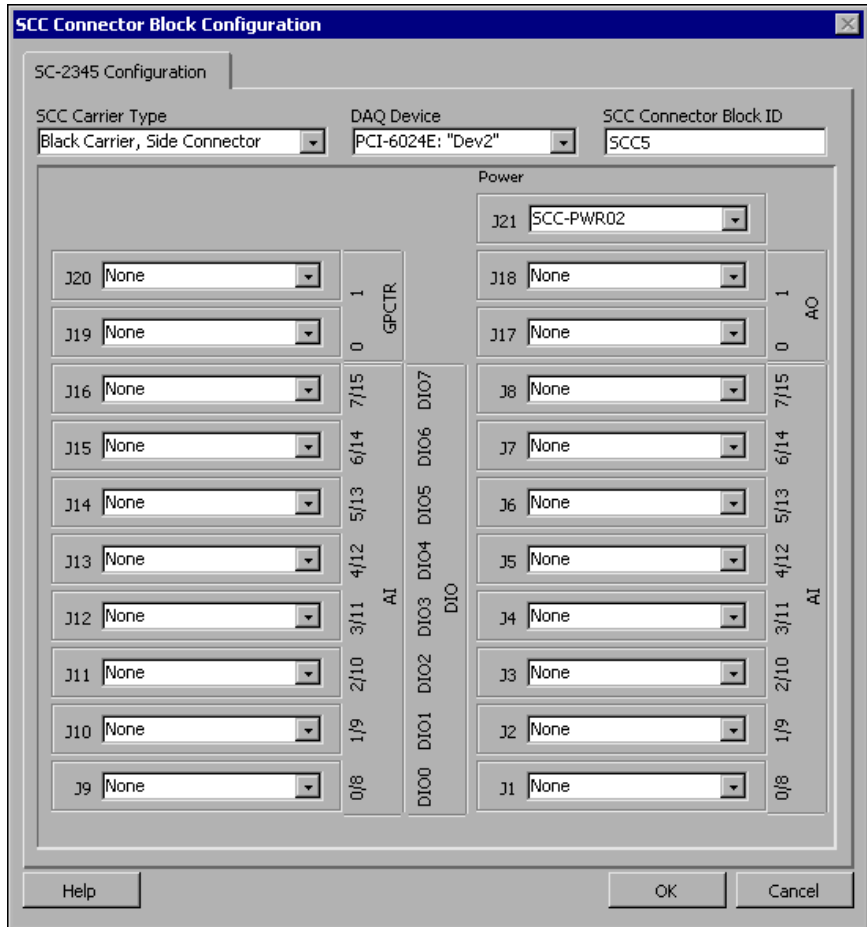 SCC Connector Block Configuration
SC-2345 Configuration
SCC Carrier Type DAQ Device SCC Connector Block ID
Black Carrier, Side Connector PCI-6024E: "Dev2" SCC5
Power
J21 SCC-PWR02
J20 None 1 J18 None 1
GPCTR AO
J19 None 0 J17 None 0
J16 None 7/15 DIO7 J8 None 7/15
J15 None 6/14 DIO6 J7 None 6/14
J14 None 5/13 DIO5 J6 None 5/13
J13 None 4/12 DIO4 J5 None 4/12
AI DIO AI
J12 None 3/11 DIO3 J4 None 3/11
J11 None 2/10 DIO2 J3 None 2/10
J10 None 1/9 DIO1 J2 None 1/9
J9 None 0/8 DIO0 J1 None 0/8
Help OK Cancel